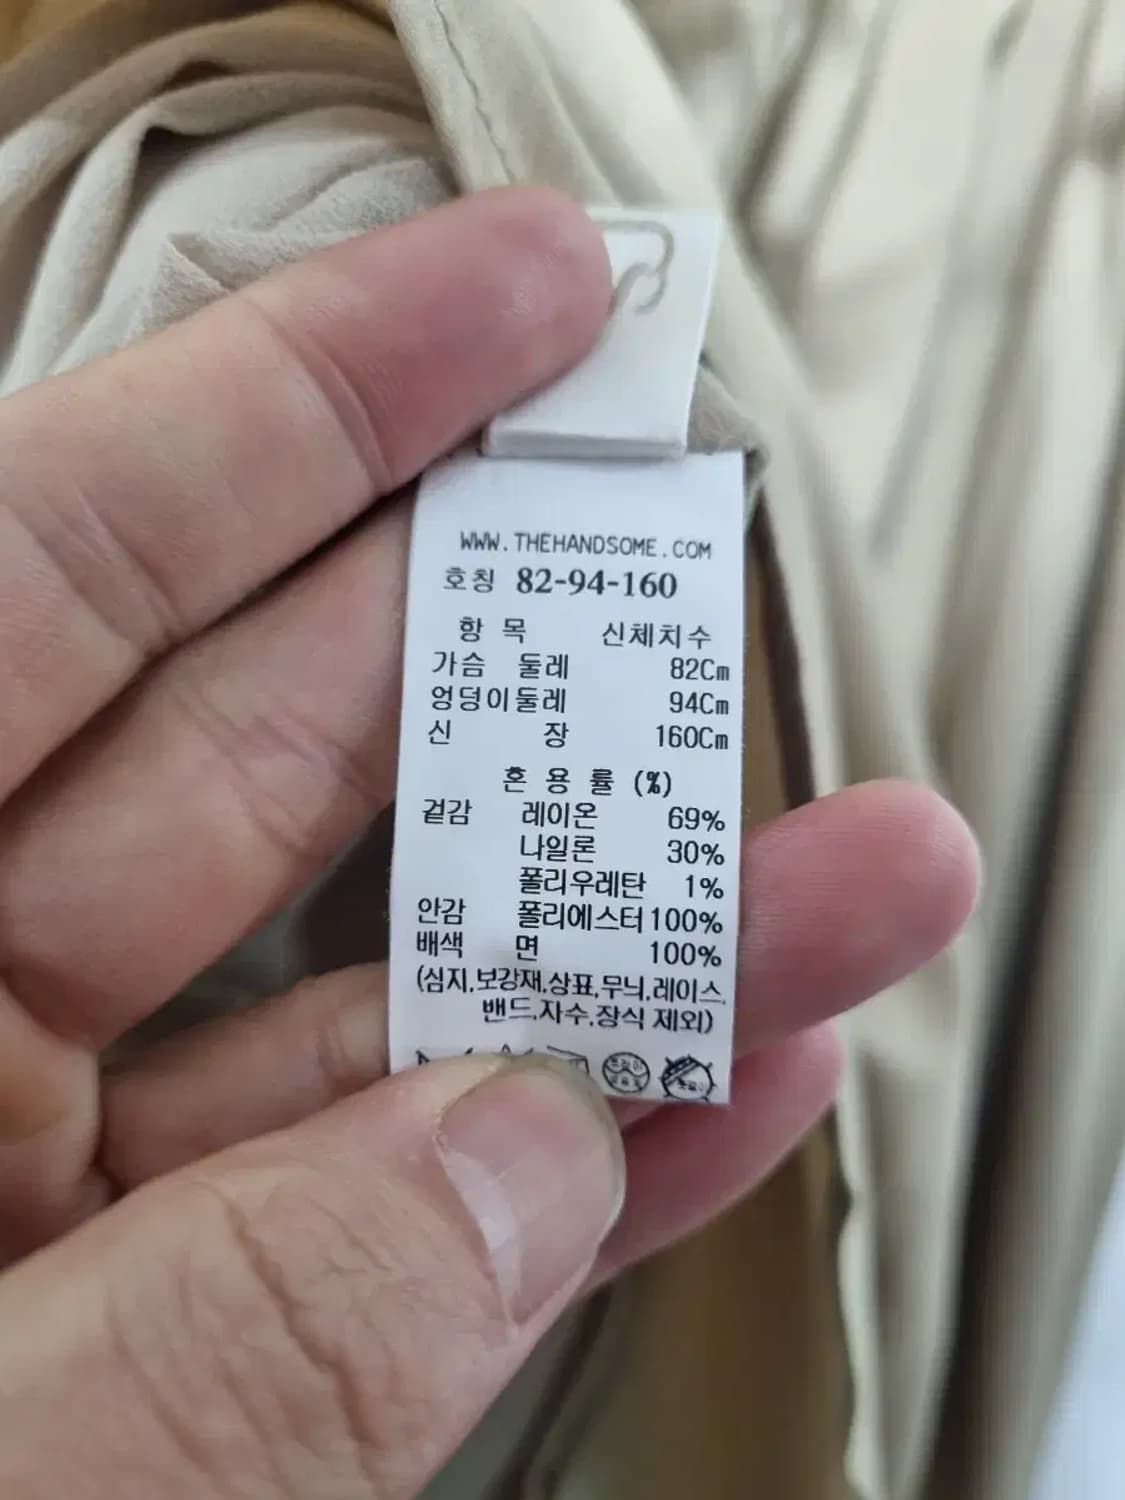 WWW.THEHANDSOME.COM
호칭 82-94-160
항 목 신체치수
가슴 둘레 82Cm
엉덩이둘레 94Cm
신 장 160Cm
혼 용 률 (%)
겉감 레이온 69%
나일론 30%
폴리우레탄 1%
안감 폴리에스터 100%
배색 면 100%
(심지,보강재,상표,무늬,레이스,
밴드,자수,장식 제외)